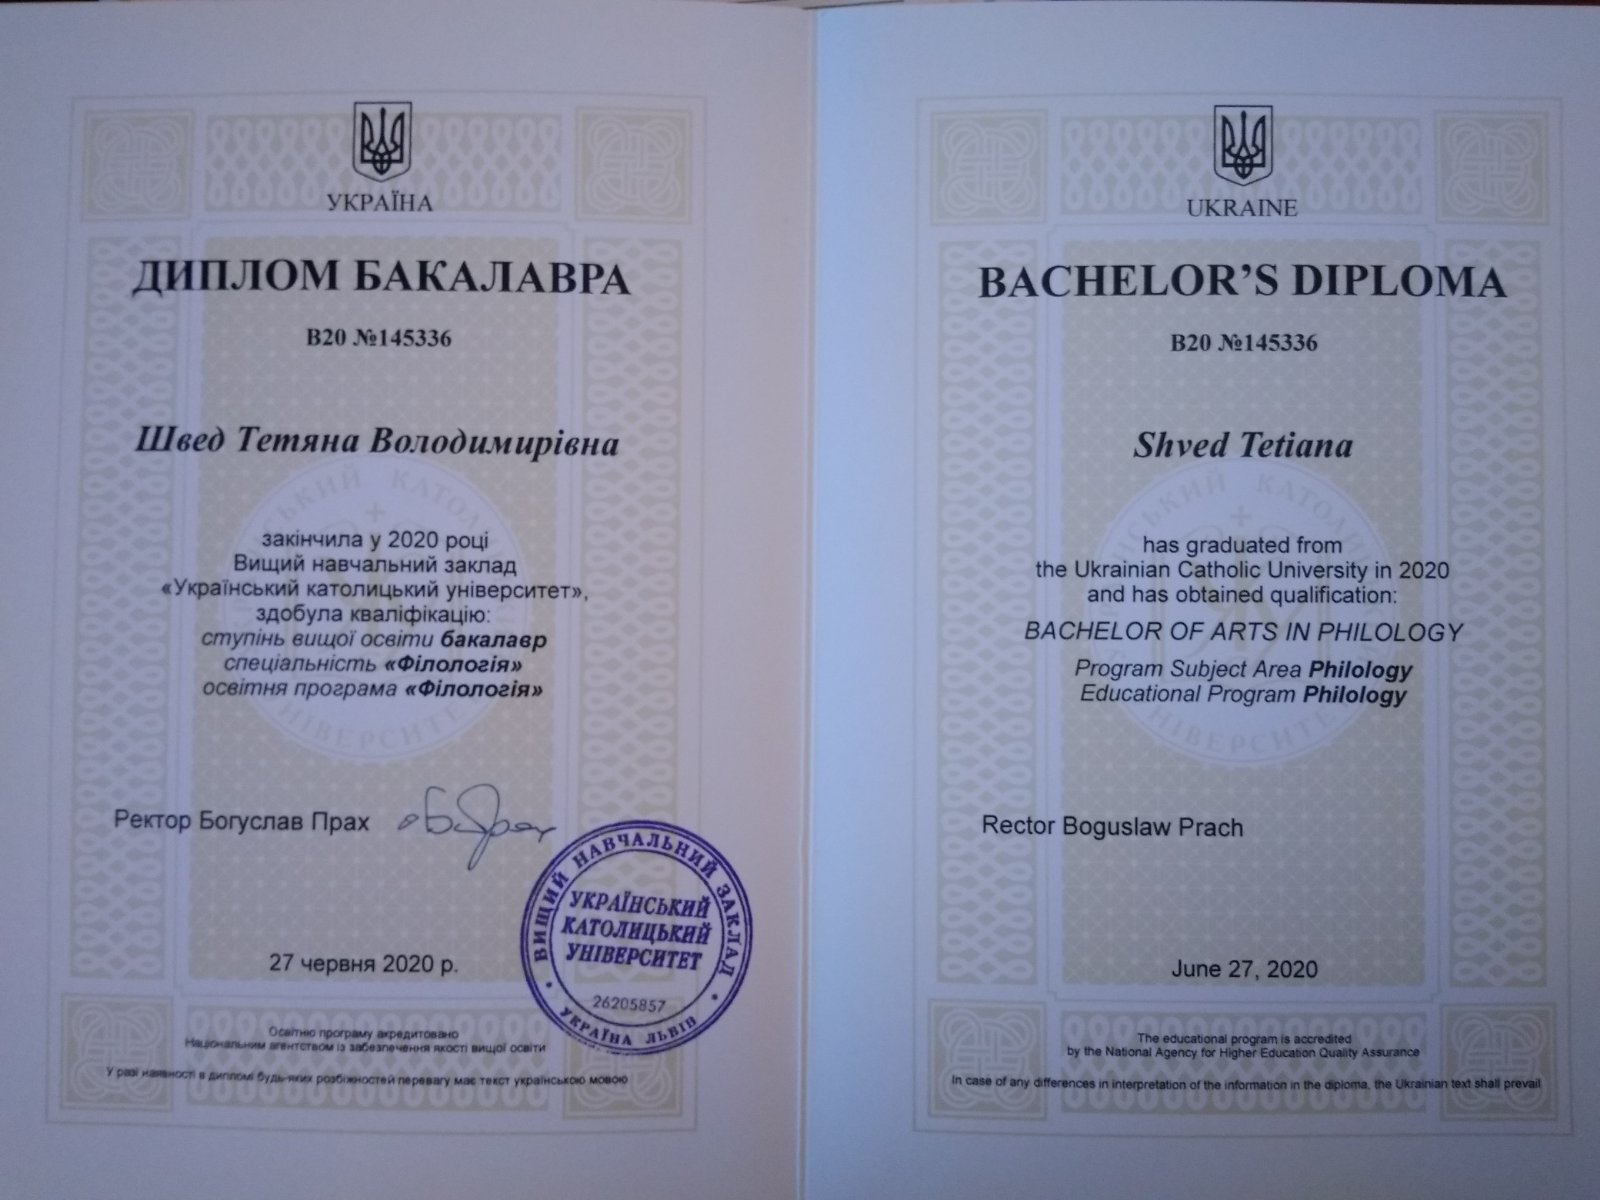 УКРАЇНА
ДИПЛОМ БАКАЛАВРА
B20 №145336
Швед Тетяна Володимирівна
закінчила у 2020 році
Вищий навчальний заклад
«Український католицький університет»,
здобула кваліфікацію:
ступінь вищої освіти бакалавр
спеціальність «Філологія»
освітня програма «Філологія»
Ректор Богуслав Прах
27 червня 2020 р.
ВИЩИЙ НАВЧАЛЬНИЙ ЗАКЛАД
УКРАЇНСЬКИЙ
КАТОЛИЦЬКИЙ
УНІВЕРСИТЕТ
26205857
УКРАЇНА ЛЬВІВ
Освітню програму акредитовано
Національним агентством із забезпечення якості вищої освіти
У разі наявності в дипломі будь-яких розбіжностей перевагу має текст українською мовою
UKRAINE
BACHELOR’S DIPLOMA
B20 №145336
Shved Tetiana
has graduated from
the Ukrainian Catholic University in 2020
and has obtained qualification:
BACHELOR OF ARTS IN PHILOLOGY
Program Subject Area Philology
Educational Program Philology
Rector Boguslaw Prach
June 27, 2020
The educational program is accredited
by the National Agency for Higher Education Quality Assurance
In case of any differences in interpretation of the information in the diploma, the Ukrainian text shall prevail